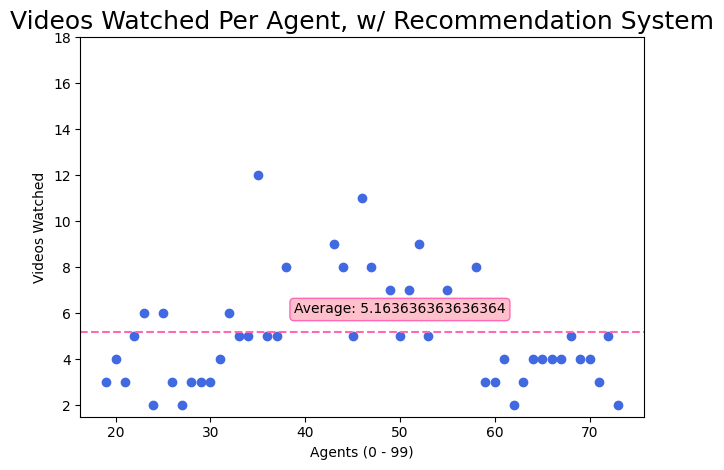 Videos Watched Per Agent, w/ Recommendation System
18
16
14
12
10
8
6
4
2
Videos Watched
Average: 5.163636363636364
20 30 40 50 60 70
Agents (0 - 99)